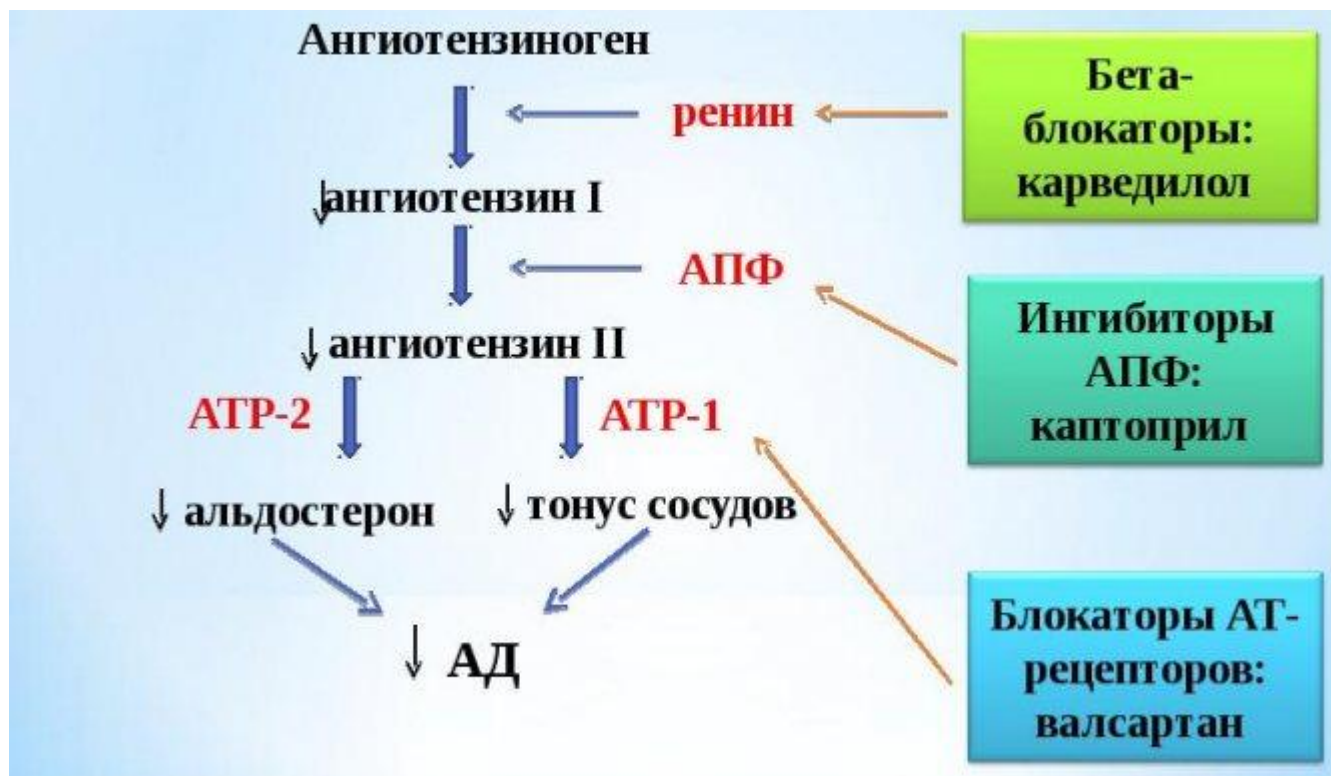 Ангиотензиноген
ренин
↓ангиотензин I
АПФ
↓ ангиотензин II
АТР-2
АТР-1
↓ альдостерон
↓ тонус сосудов
↓ АД
Бета-
блокаторы:
карведилол
Ингибиторы
АПФ:
каптоприл
Блокаторы АТ-
рецепторов:
валсартан